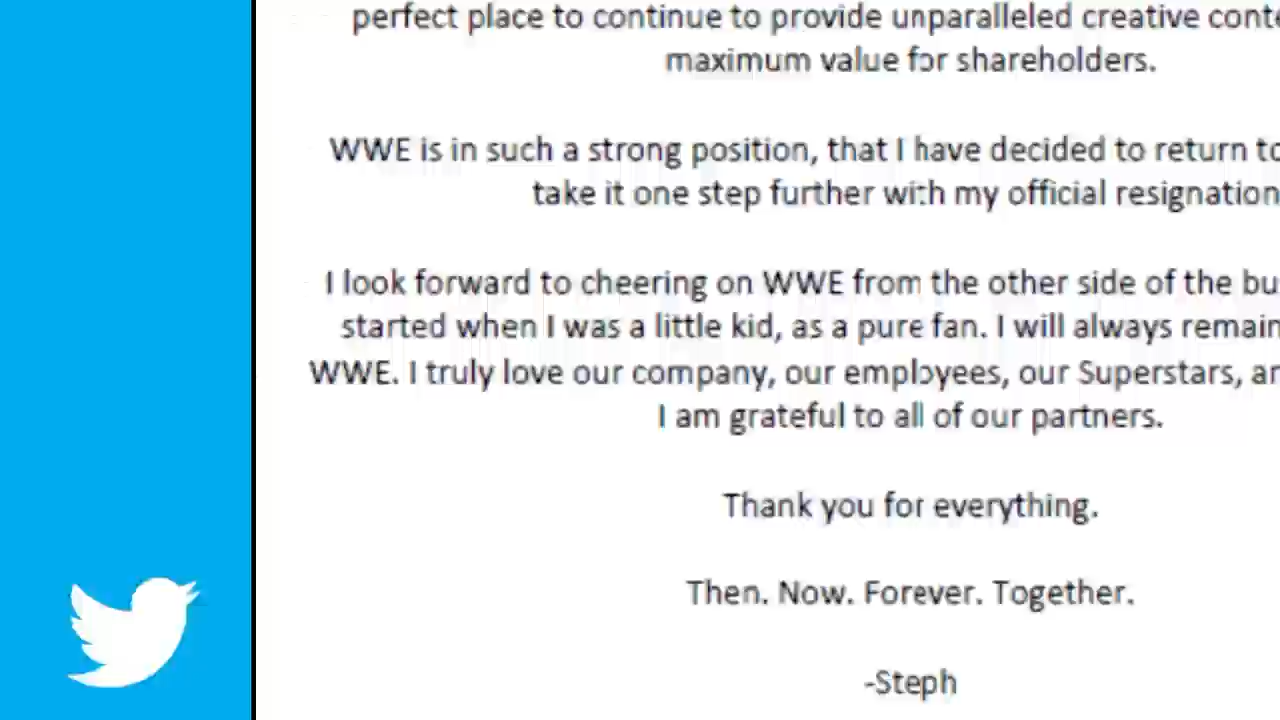 perfect place to continue to provide unparalleled creative conte
maximum value for shareholders.
WWE is in such a strong position, that I have decided to return to
take it one step further with my official resignation
I look forward to cheering on WWE from the other side of the bu
started when I was a little kid, as a pure fan. I will always remain
WWE. I truly love our company, our employees, our Superstars, an
I am grateful to all of our partners.
Thank you for everything.
Then. Now. Forever. Together.
-Steph